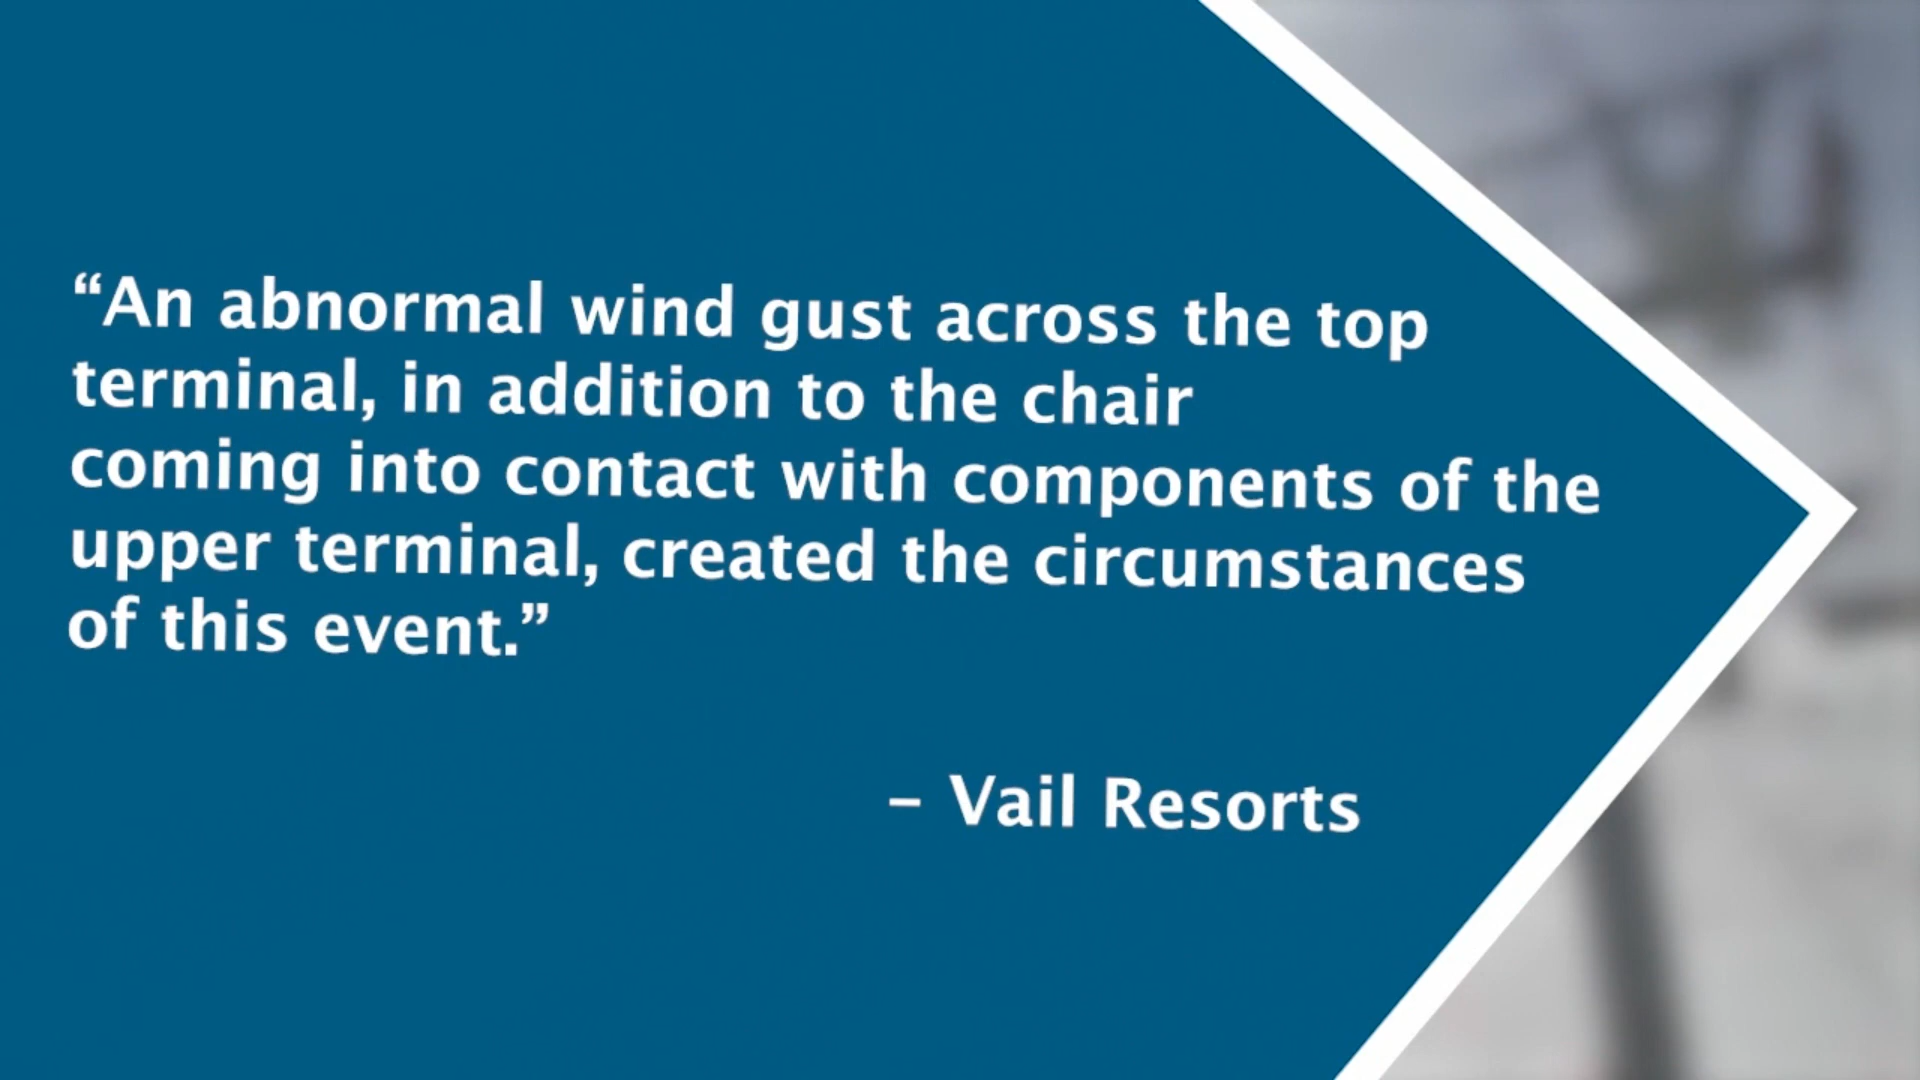 “An abnormal wind gust across the top
terminal, in addition to the chair
coming into contact with components of the
upper terminal, created the circumstances
of this event.”
– Vail Resorts